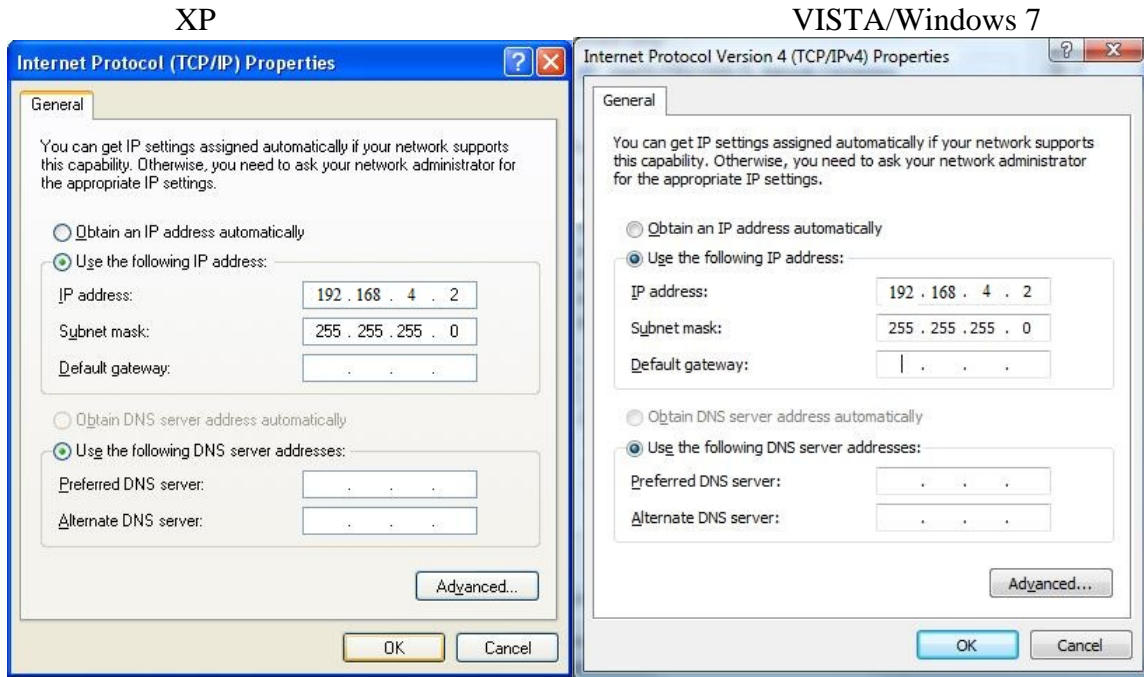 XP
VISTA/Windows 7
Internet Protocol (TCP/IP) Properties
General
You can get IP settings assigned automatically if your network supports
this capability. Otherwise, you need to ask your network administrator for
the appropriate IP settings.
Obtain an IP address automatically
Use the following IP address:
IP address: 192 . 168 . 4 . 2
Subnet mask: 255 . 255 . 255 . 0
Default gateway: . . .
Obtain DNS server address automatically
Use the following DNS server addresses:
Preferred DNS server: . . .
Alternate DNS server: . . .
Advanced...
OK Cancel
Internet Protocol Version 4 (TCP/IPv4) Properties
General
You can get IP settings assigned automatically if your network supports
this capability. Otherwise, you need to ask your network administrator
for the appropriate IP settings.
Obtain an IP address automatically
Use the following IP address:
IP address: 192 . 168 . 4 . 2
Subnet mask: 255 . 255 . 255 . 0
Default gateway: . . .
Obtain DNS server address automatically
Use the following DNS server addresses:
Preferred DNS server: . . .
Alternate DNS server: . . .
Advanced...
OK Cancel